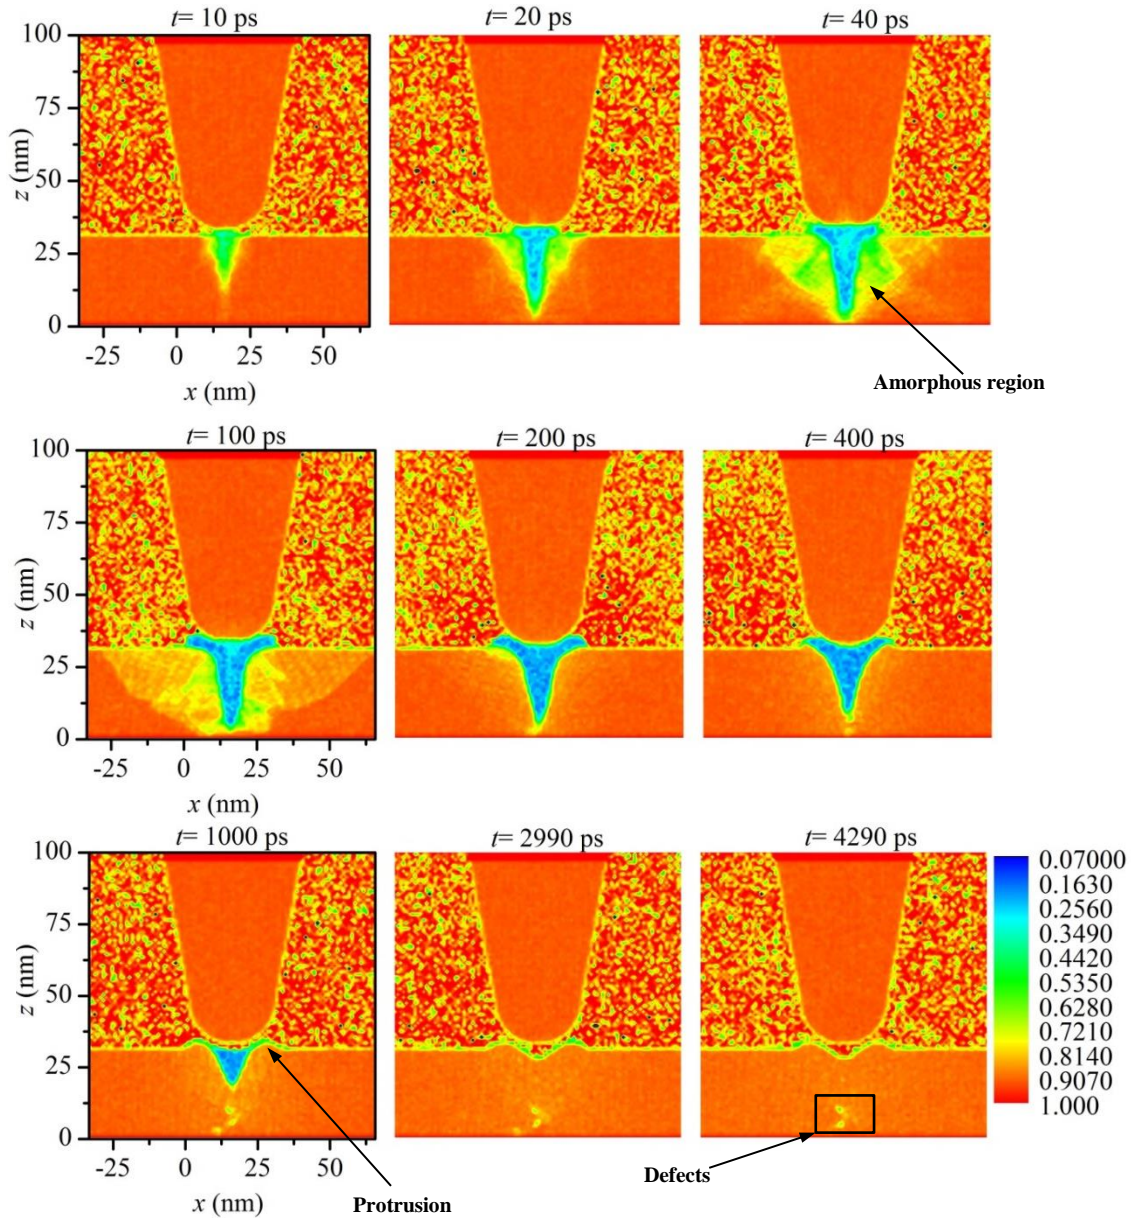 t= 10 ps
t= 20 ps
t= 40 ps
100
75
50
25
0
z (nm)
-25 0 25 50
x (nm)
Amorphous region
t= 100 ps
t= 200 ps
t= 400 ps
100
75
50
25
0
z (nm)
-25 0 25 50
x (nm)
t= 1000 ps
t= 2990 ps
t= 4290 ps
100
75
50
25
0
z (nm)
-25 0 25 50
x (nm)
0.07000
0.1630
0.2560
0.3490
0.4420
0.5350
0.6280
0.7210
0.8140
0.9070
1.000
Defects
Protrusion